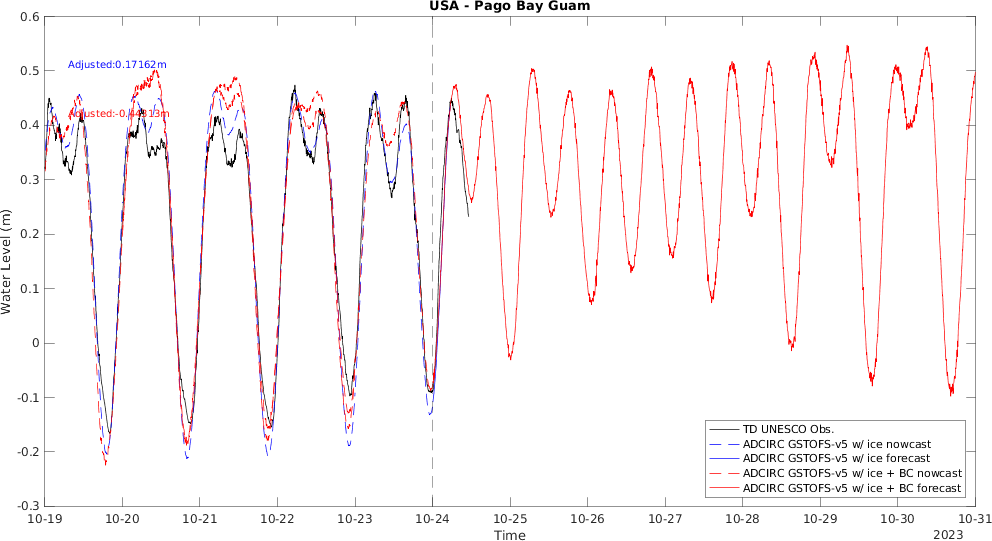 USA - Pago Bay Guam
0.6
0.5
0.4
0.3
0.2
0.1
0
-0.1
-0.2
-0.3
Water Level (m)
Adjusted:0.17162m
TD UNESCO Obs.
ADCIRC GSTOFS-v5 w/ ice nowcast
ADCIRC GSTOFS-v5 w/ ice forecast
ADCIRC GSTOFS-v5 w/ ice + BC nowcast
ADCIRC GSTOFS-v5 w/ ice + BC forecast
10-19 10-20 10-21 10-22 10-23 10-24 10-25 10-26 10-27 10-28 10-29 10-30 10-31
Time
2023